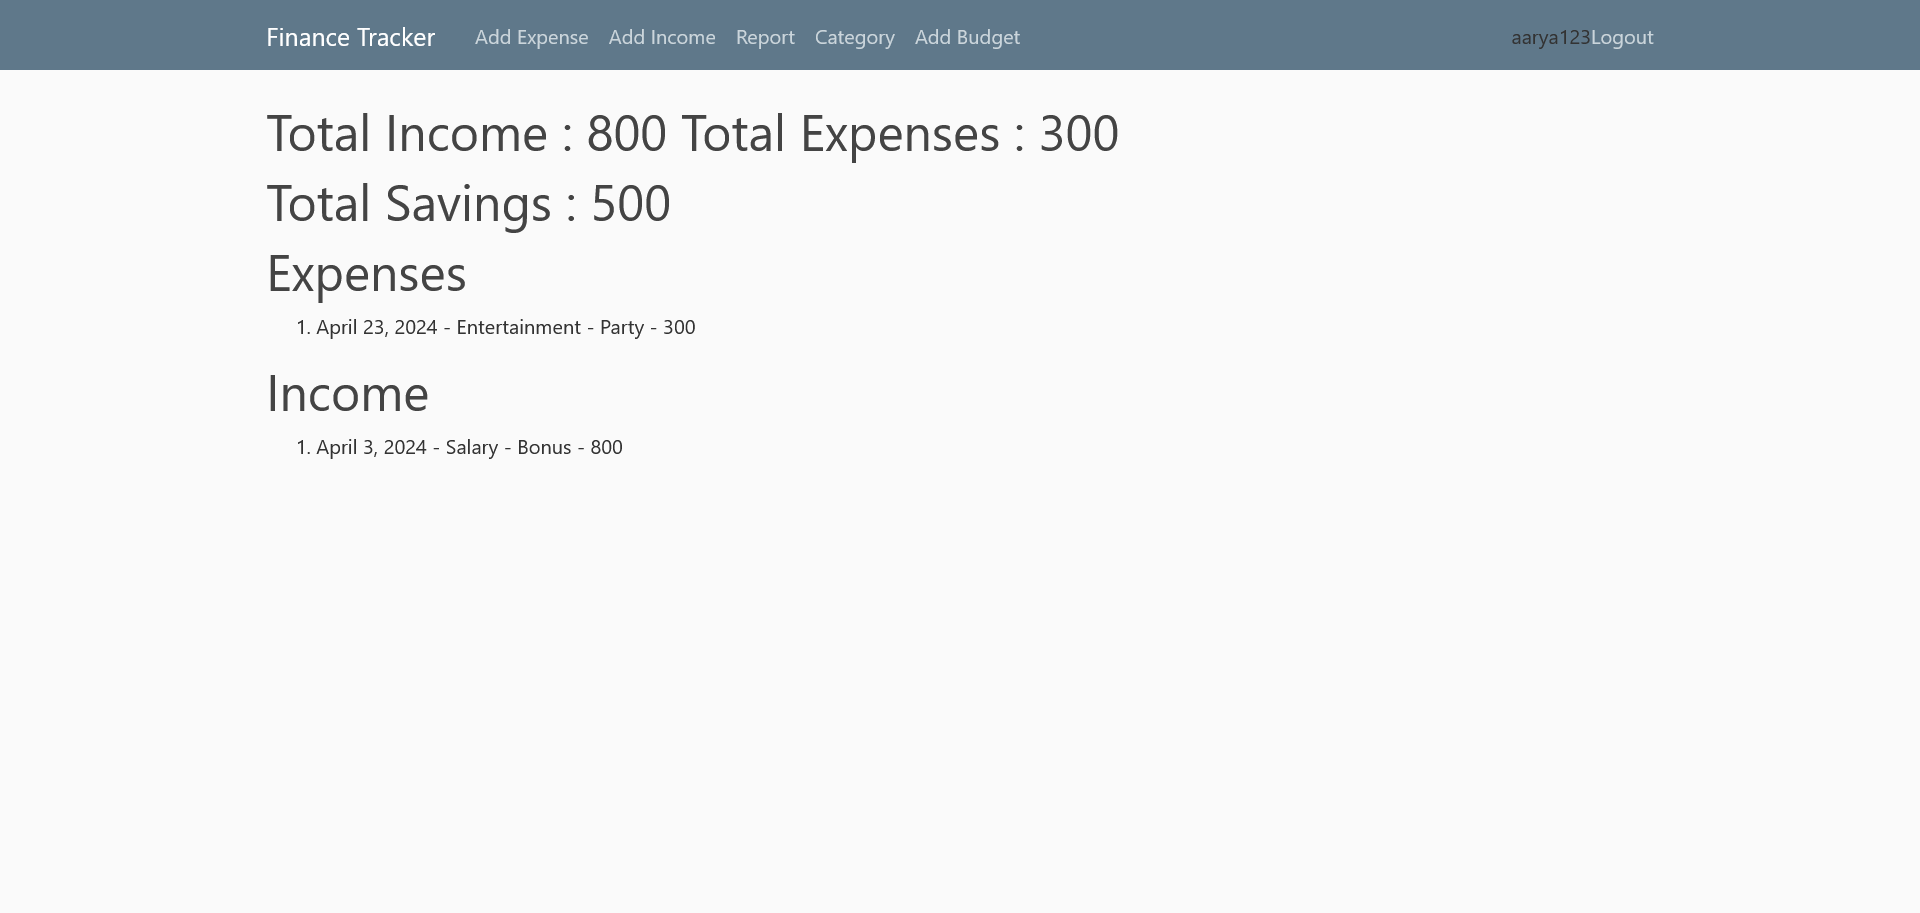 Finance Tracker Add Expense Add Income Report Category Add Budget aarya123Logout
Total Income : 800 Total Expenses : 300
Total Savings : 500
Expenses
1. April 23, 2024 - Entertainment - Party - 300
Income
1. April 3, 2024 - Salary - Bonus - 800